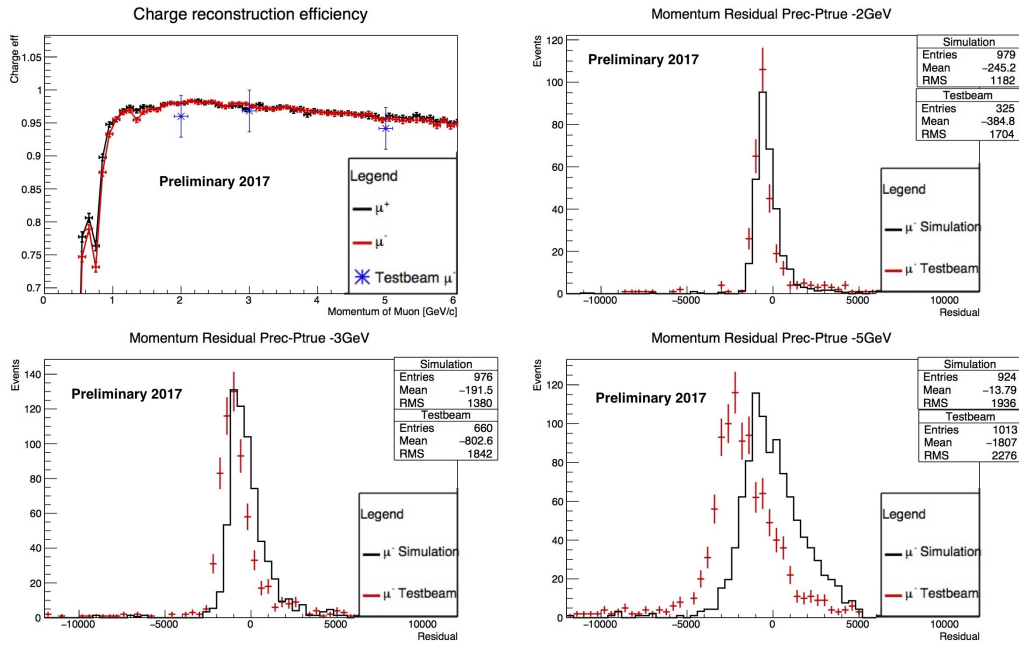 Charge reconstruction efficiency
Charge eff
1.05
1
0.95
0.9
0.85
0.8
0.75
0.7
Preliminary 2017
Legend
μ+
μ-
Testbeam μ-
0 1 2 3 4 5 6
Momentum of Muon [GeV/c]
Momentum Residual Prec-Ptrue -2GeV
Events
120
100
80
60
40
20
0
Preliminary 2017
Simulation
Entries 979
Mean −245.2
RMS 1182
Testbeam
Entries 325
Mean −384.8
RMS 1704
Legend
μ- Simulation
μ- Testbeam
−10000 −5000 0 5000 10000
Residual
Momentum Residual Prec-Ptrue -3GeV
Events
140
120
100
80
60
40
20
0
Preliminary 2017
Simulation
Entries 976
Mean −191.5
RMS 1380
Testbeam
Entries 660
Mean −802.6
RMS 1842
Legend
μ- Simulation
μ- Testbeam
−10000 −5000 0 5000 10000
Residual
Momentum Residual Prec-Ptrue -5GeV
Events
120
100
80
60
40
20
0
Preliminary 2017
Simulation
Entries 924
Mean −13.79
RMS 1936
Testbeam
Entries 1013
Mean −1807
RMS 2276
Legend
μ- Simulation
μ- Testbeam
−10000 −5000 0 5000 10000
Residual